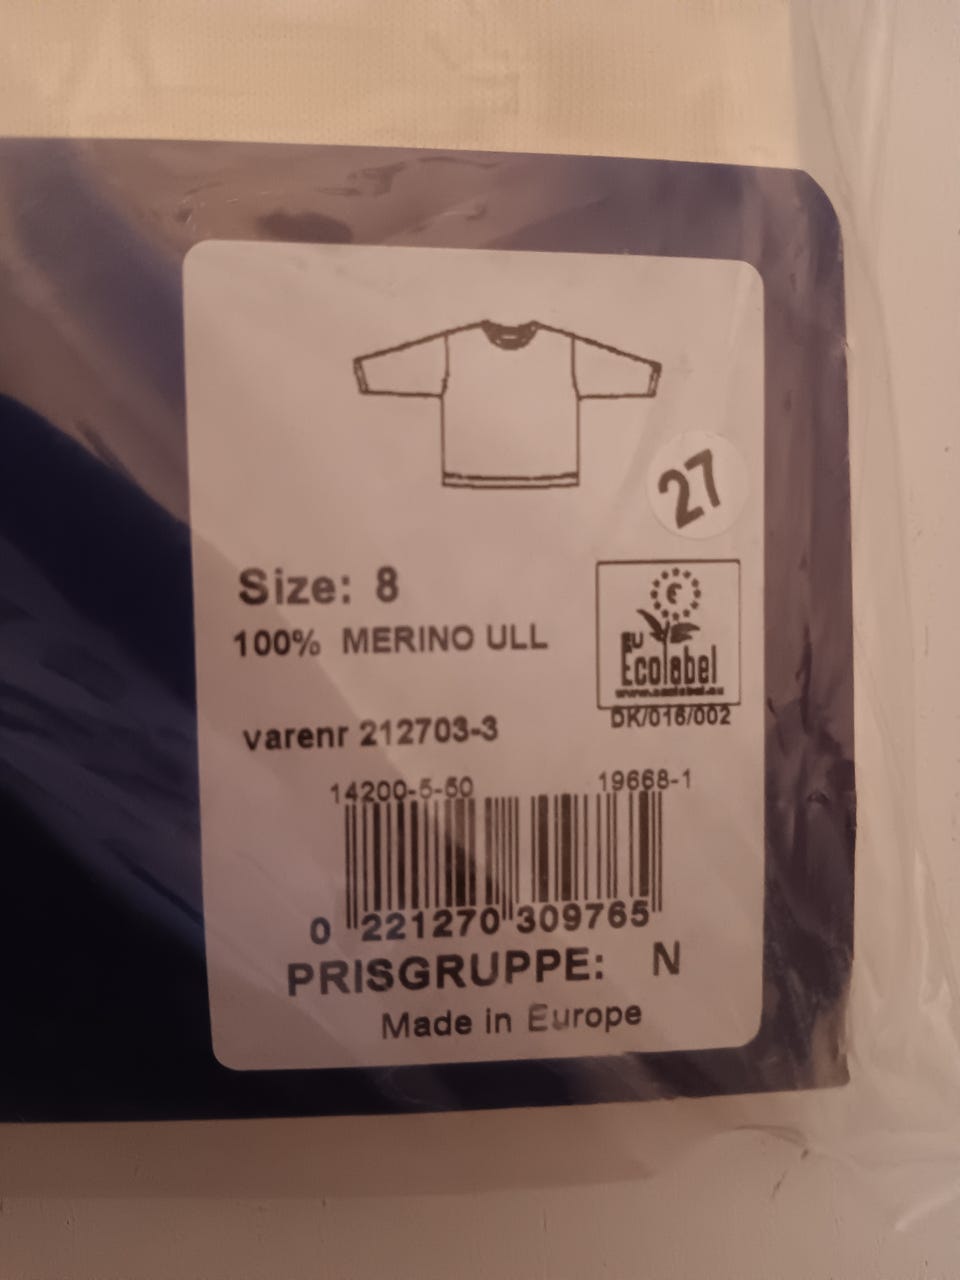 27
Size: 8
100% MERINO ULL
EU
Ecolabel
www.ecolabel.eu
DK/016/002
varenr 212703-3
14200-5-50 19668-1
0 221270 309765
PRISGRUPPE: N
Made in Europe